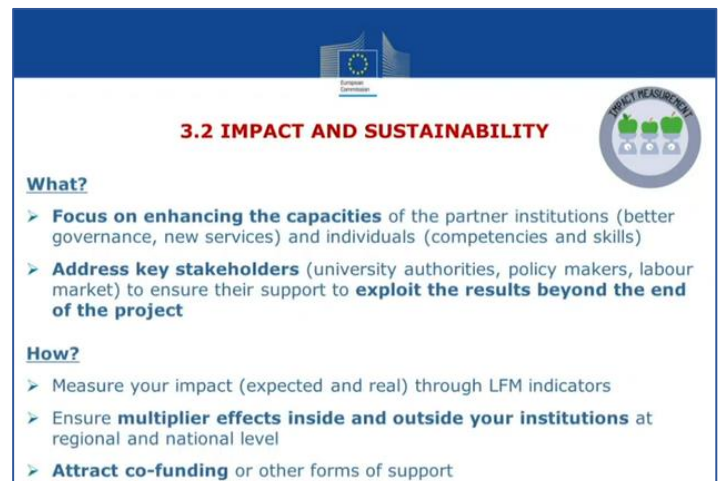 European
Commission
IMPACT MEASUREMENT
3.2 IMPACT AND SUSTAINABILITY
What?
➢ Focus on enhancing the capacities of the partner institutions (better
governance, new services) and individuals (competencies and skills)
➢ Address key stakeholders (university authorities, policy makers, labour
market) to ensure their support to exploit the results beyond the end
of the project
How?
➢ Measure your impact (expected and real) through LFM indicators
➢ Ensure multiplier effects inside and outside your institutions at
regional and national level
➢ Attract co-funding or other forms of support